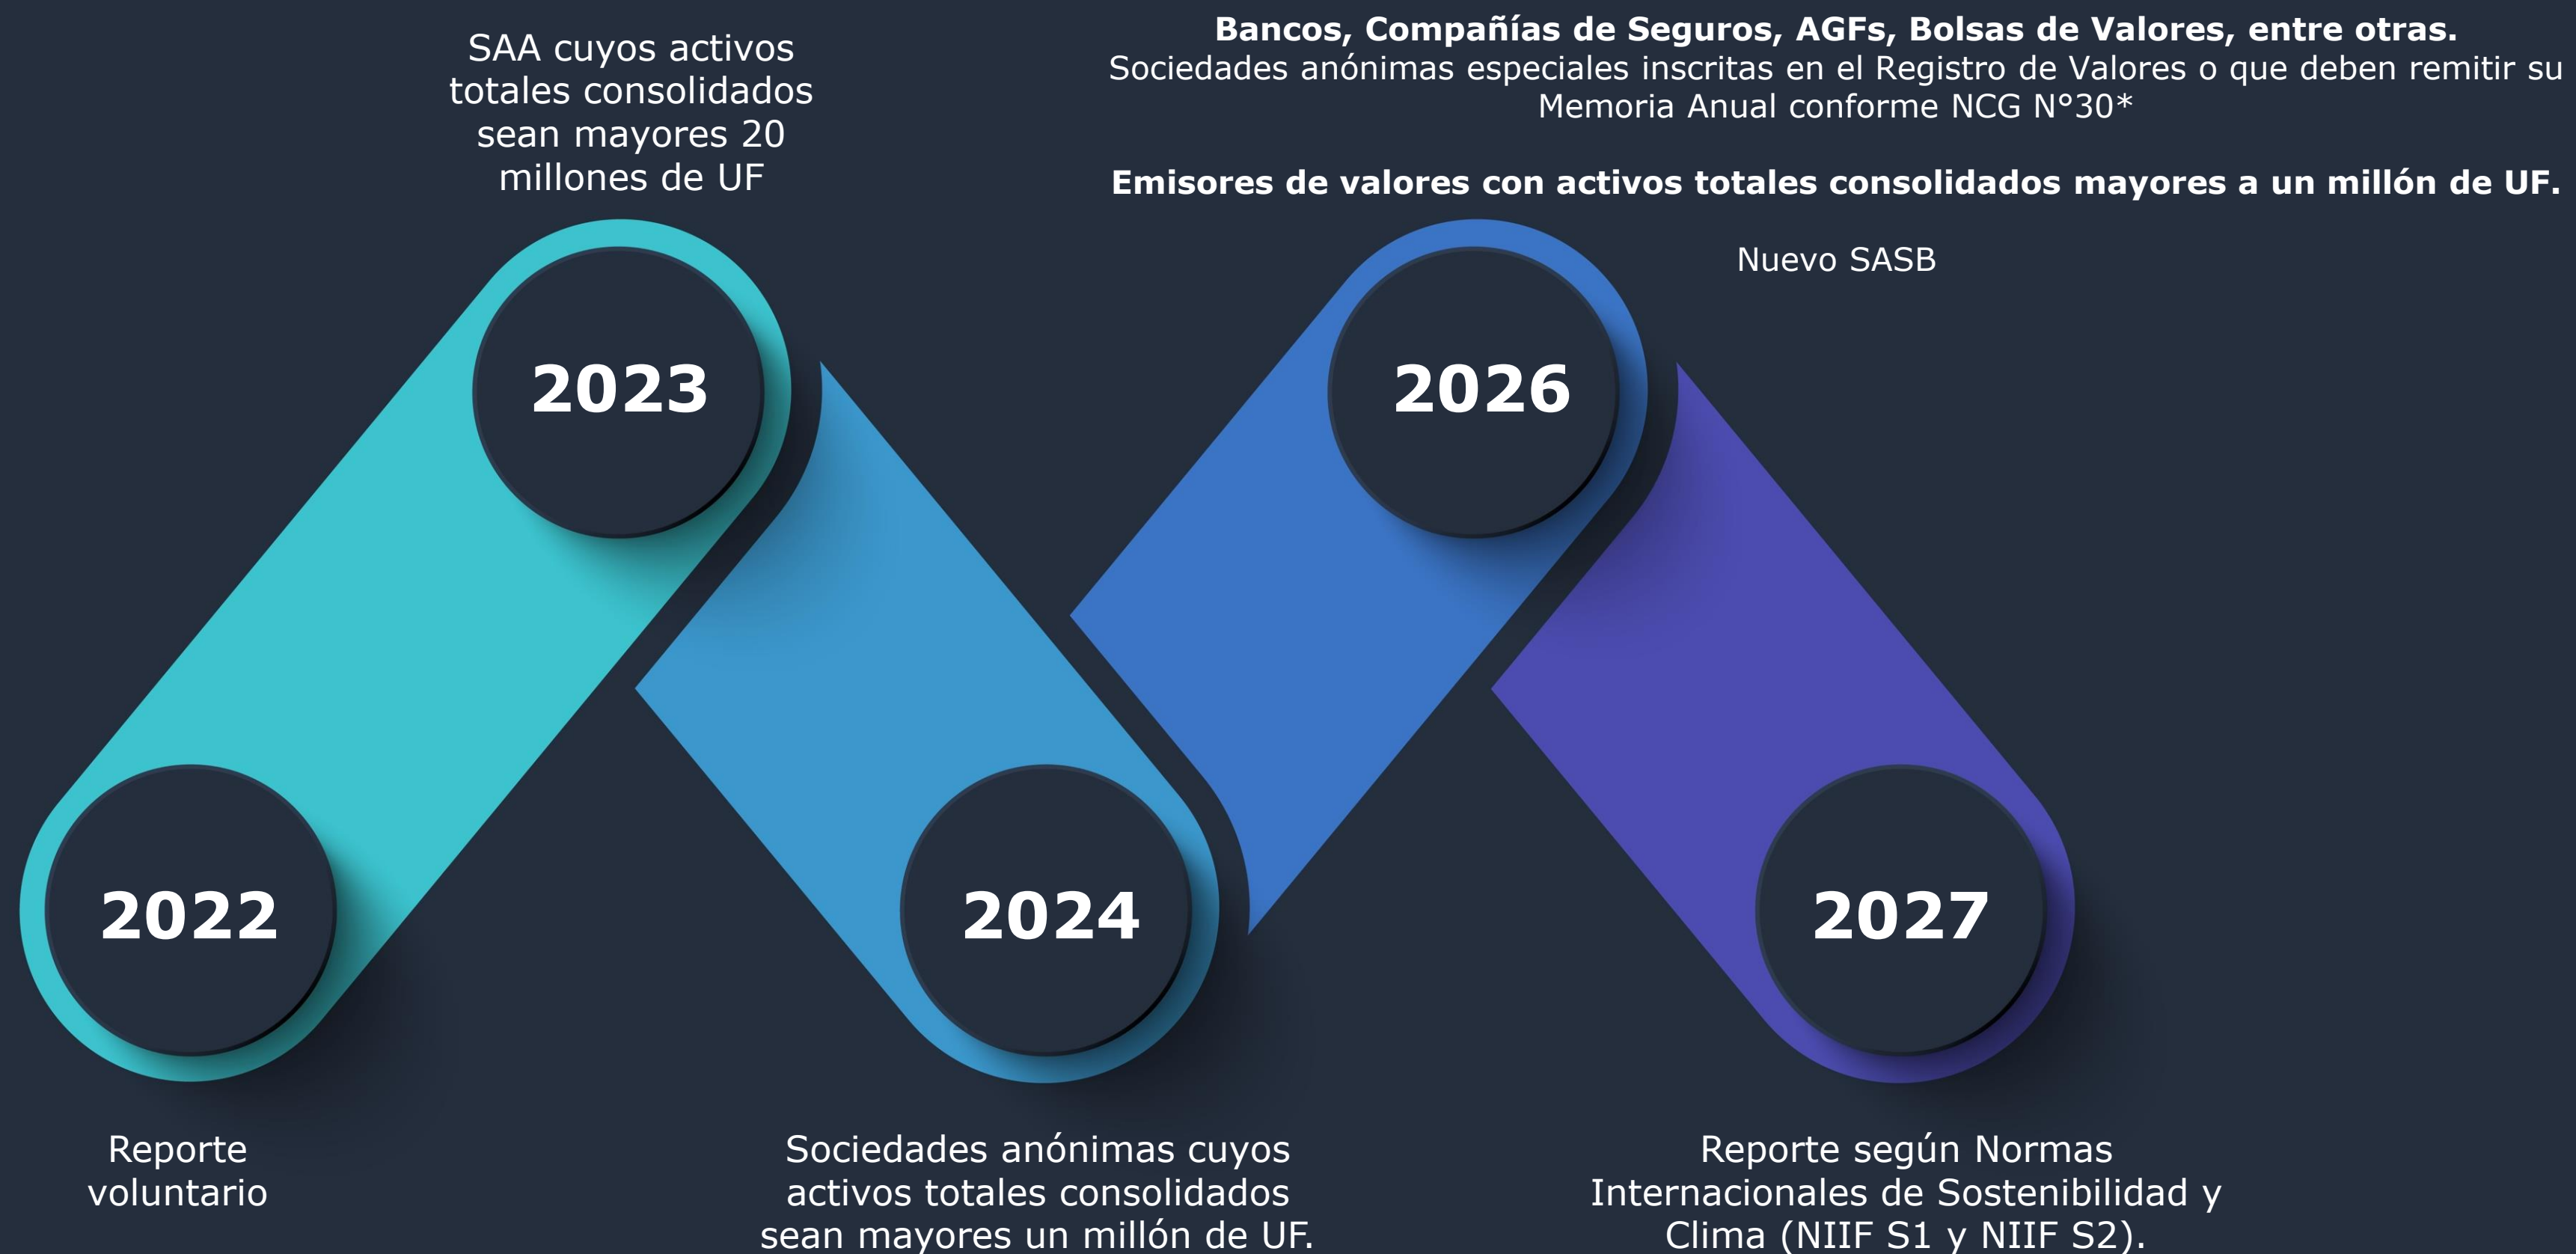 SAA cuyos activos
totales consolidados
sean mayores 20
millones de UF
Bancos, Compañías de Seguros, AGFs, Bolsas de Valores, entre otras.
Sociedades anónimas especiales inscritas en el Registro de Valores o que deben remitir su
Memoria Anual conforme NCG N°30*
Emisores de valores con activos totales consolidados mayores a un millón de UF.
Nuevo SASB
2023
2026
2022
2024
2027
Reporte
voluntario
Sociedades anónimas cuyos
activos totales consolidados
sean mayores un millón de UF.
Reporte según Normas
Internacionales de Sostenibilidad y
Clima (NIIF S1 y NIIF S2).